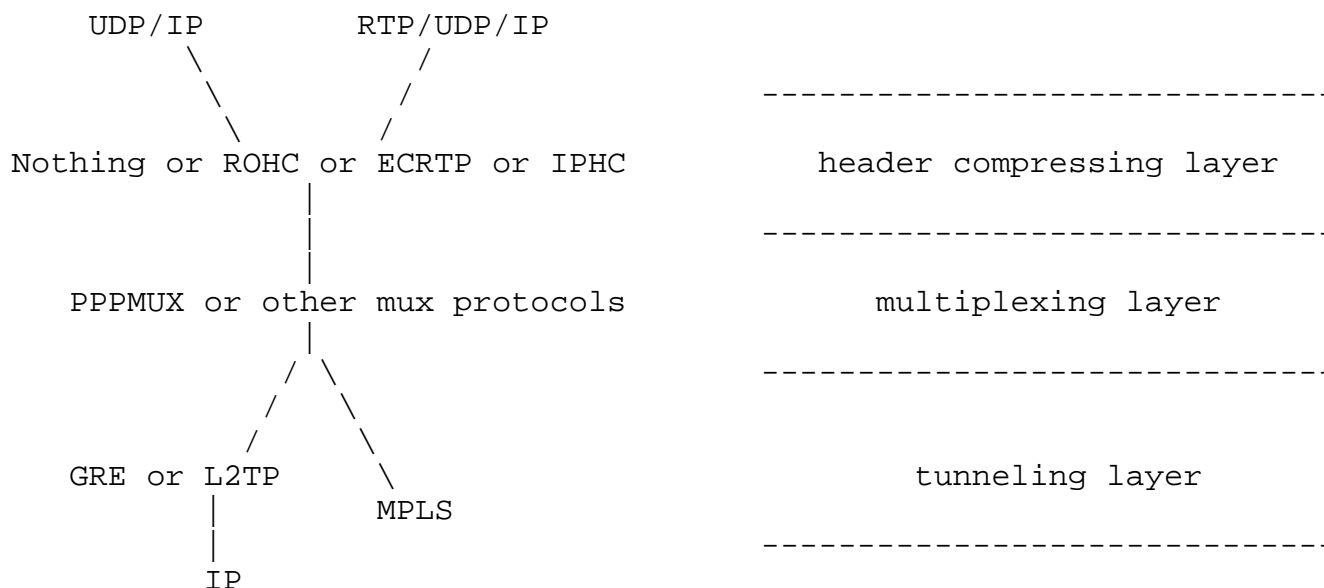 UDP/IP RTP/UDP/IP
Nothing or ROHC or ECRTP or IPHC header compressing layer
PPPMUX or other mux protocols multiplexing layer
GRE or L2TP tunneling layer
MPLS
IP